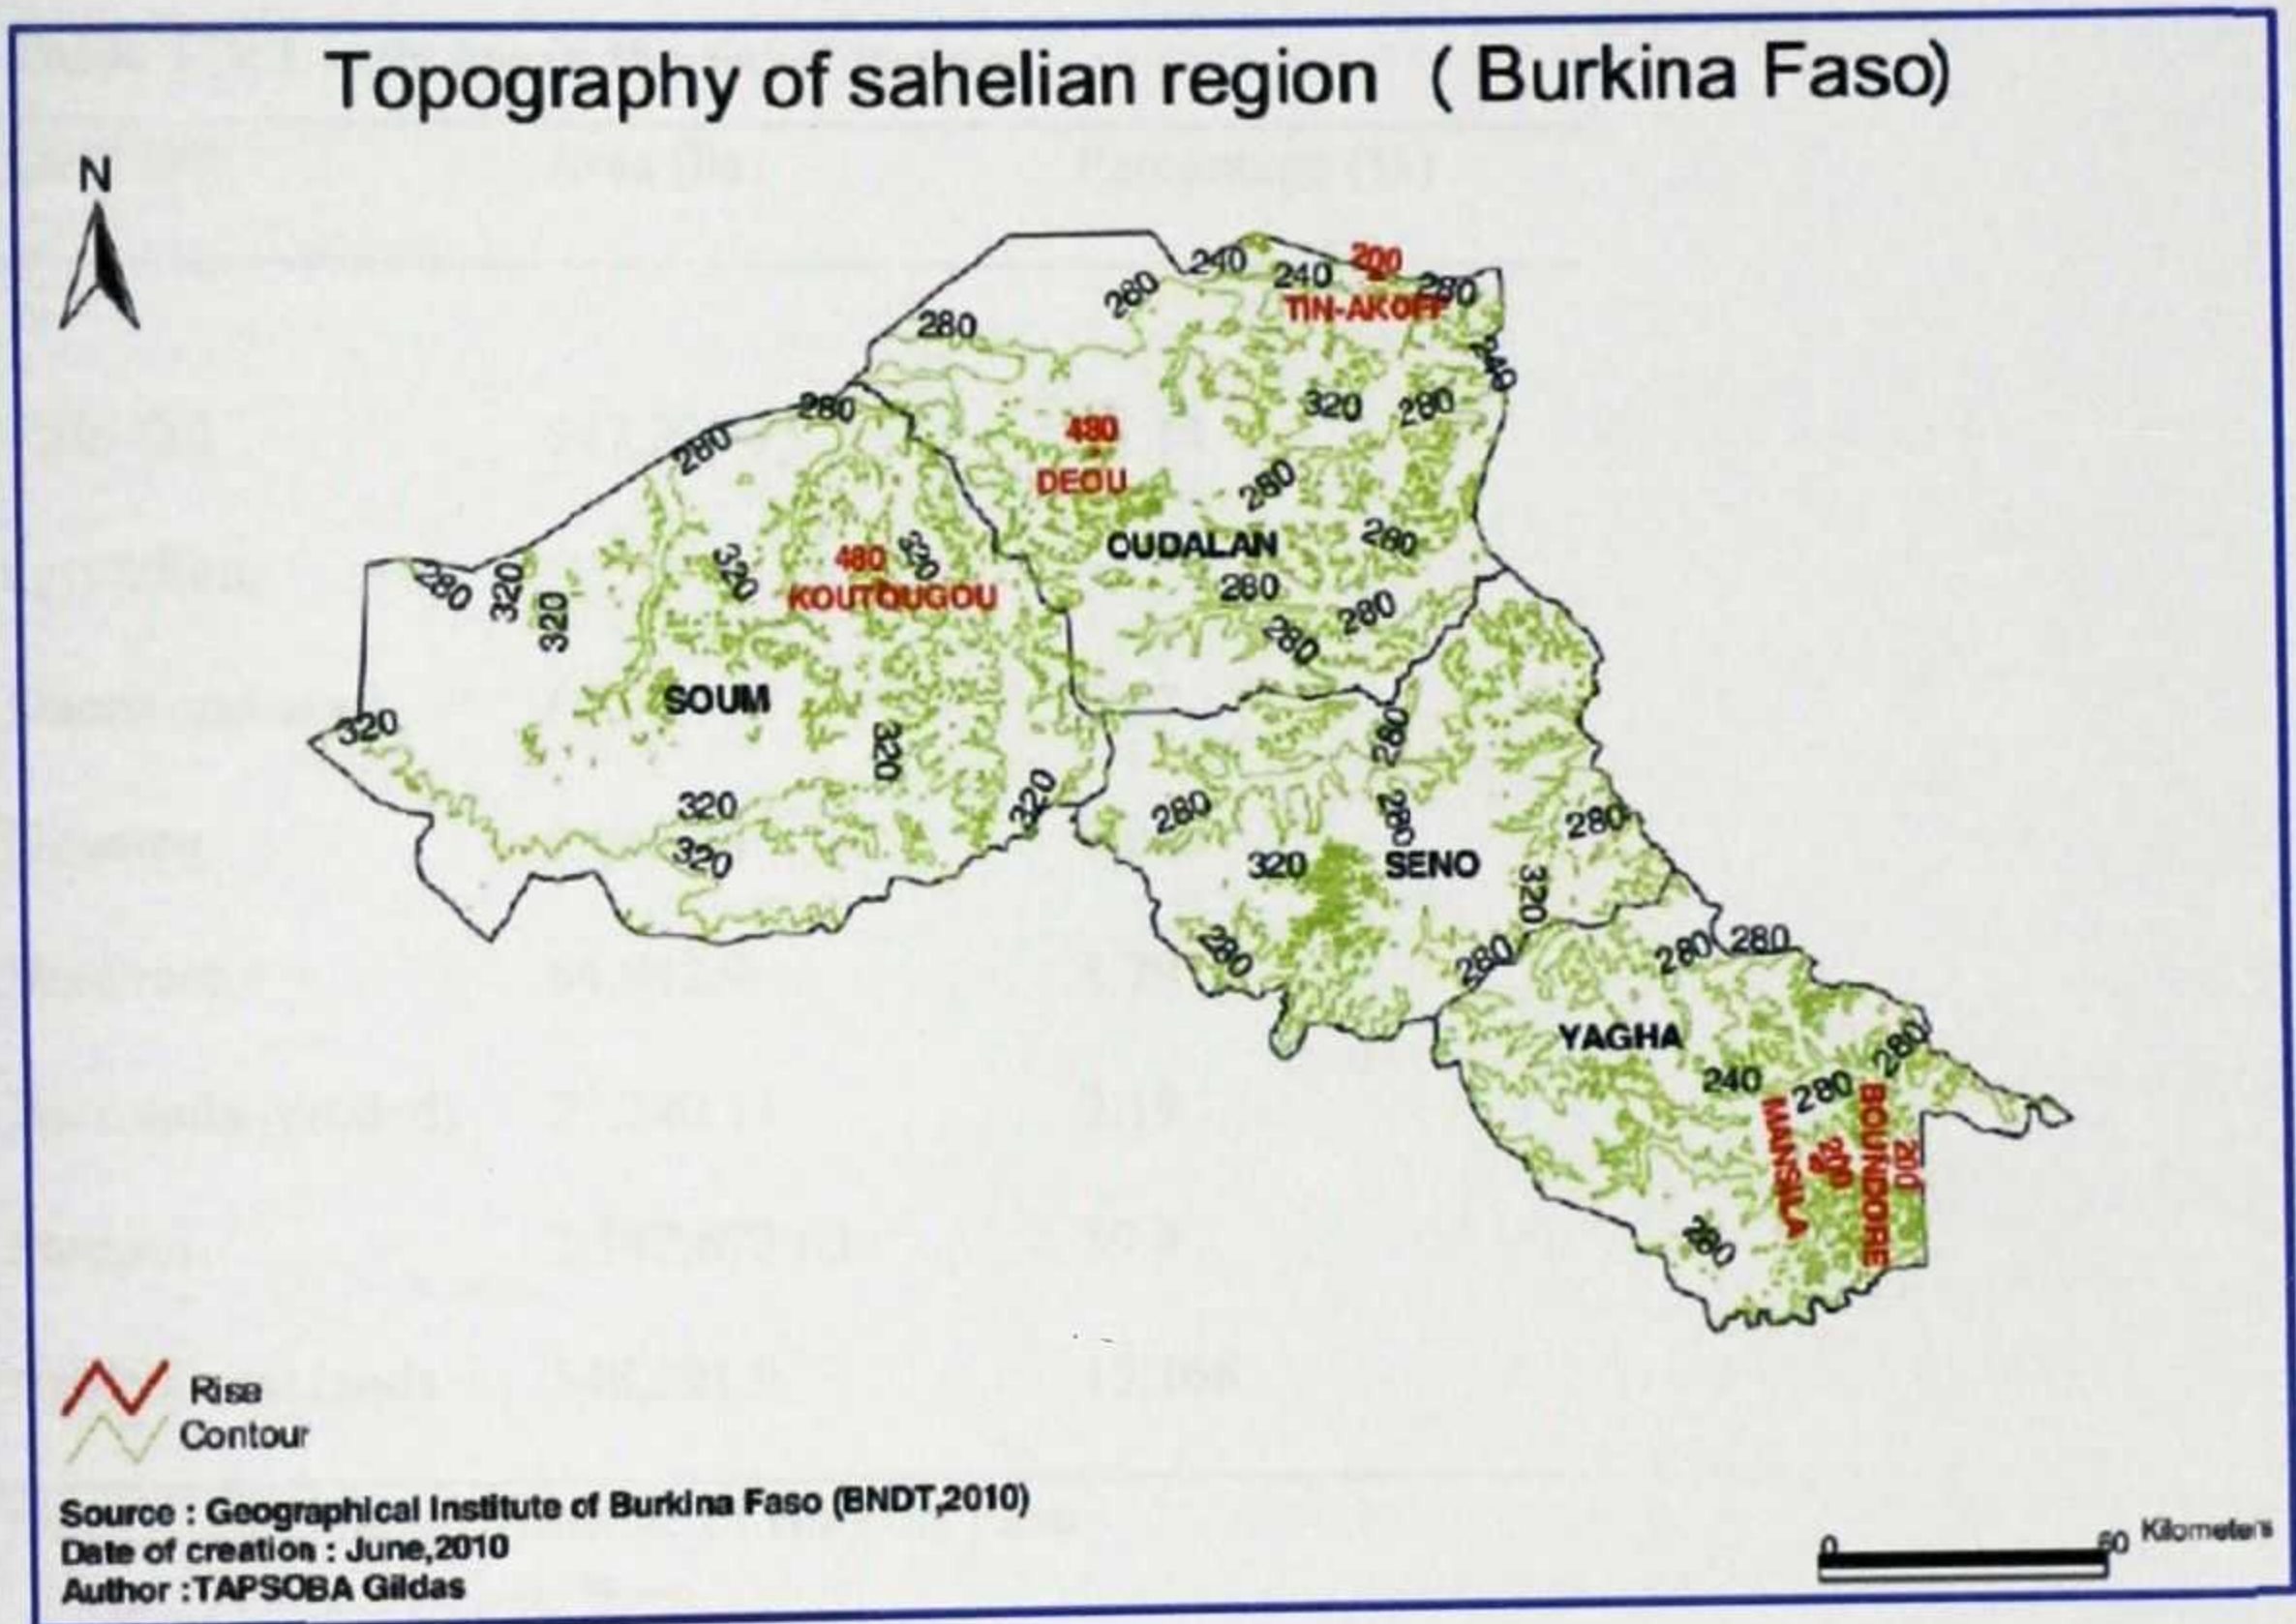 Topography of sahelian region ( Burkina Faso)
N
240
240
200
280
TIN-AKOFF
280
280
240
280
280
320
280
480
DEOU
280
280
OUDALAN
280
280
280
280
320
320
320
480
320
KOUTOUGOU
SOUM
320
320
320
320
320
280
280
280
280
320
SENO
320
280
280
280
280
YAGHA
240
280
280
MANSILA
200
BOUNDORE
200
280
Rise
Contour
Source : Geographical Institute of Burkina Faso (BNDT,2010)
Date of creation : June,2010
Author :TAPSOBA Gildas
0
60 Kilometers